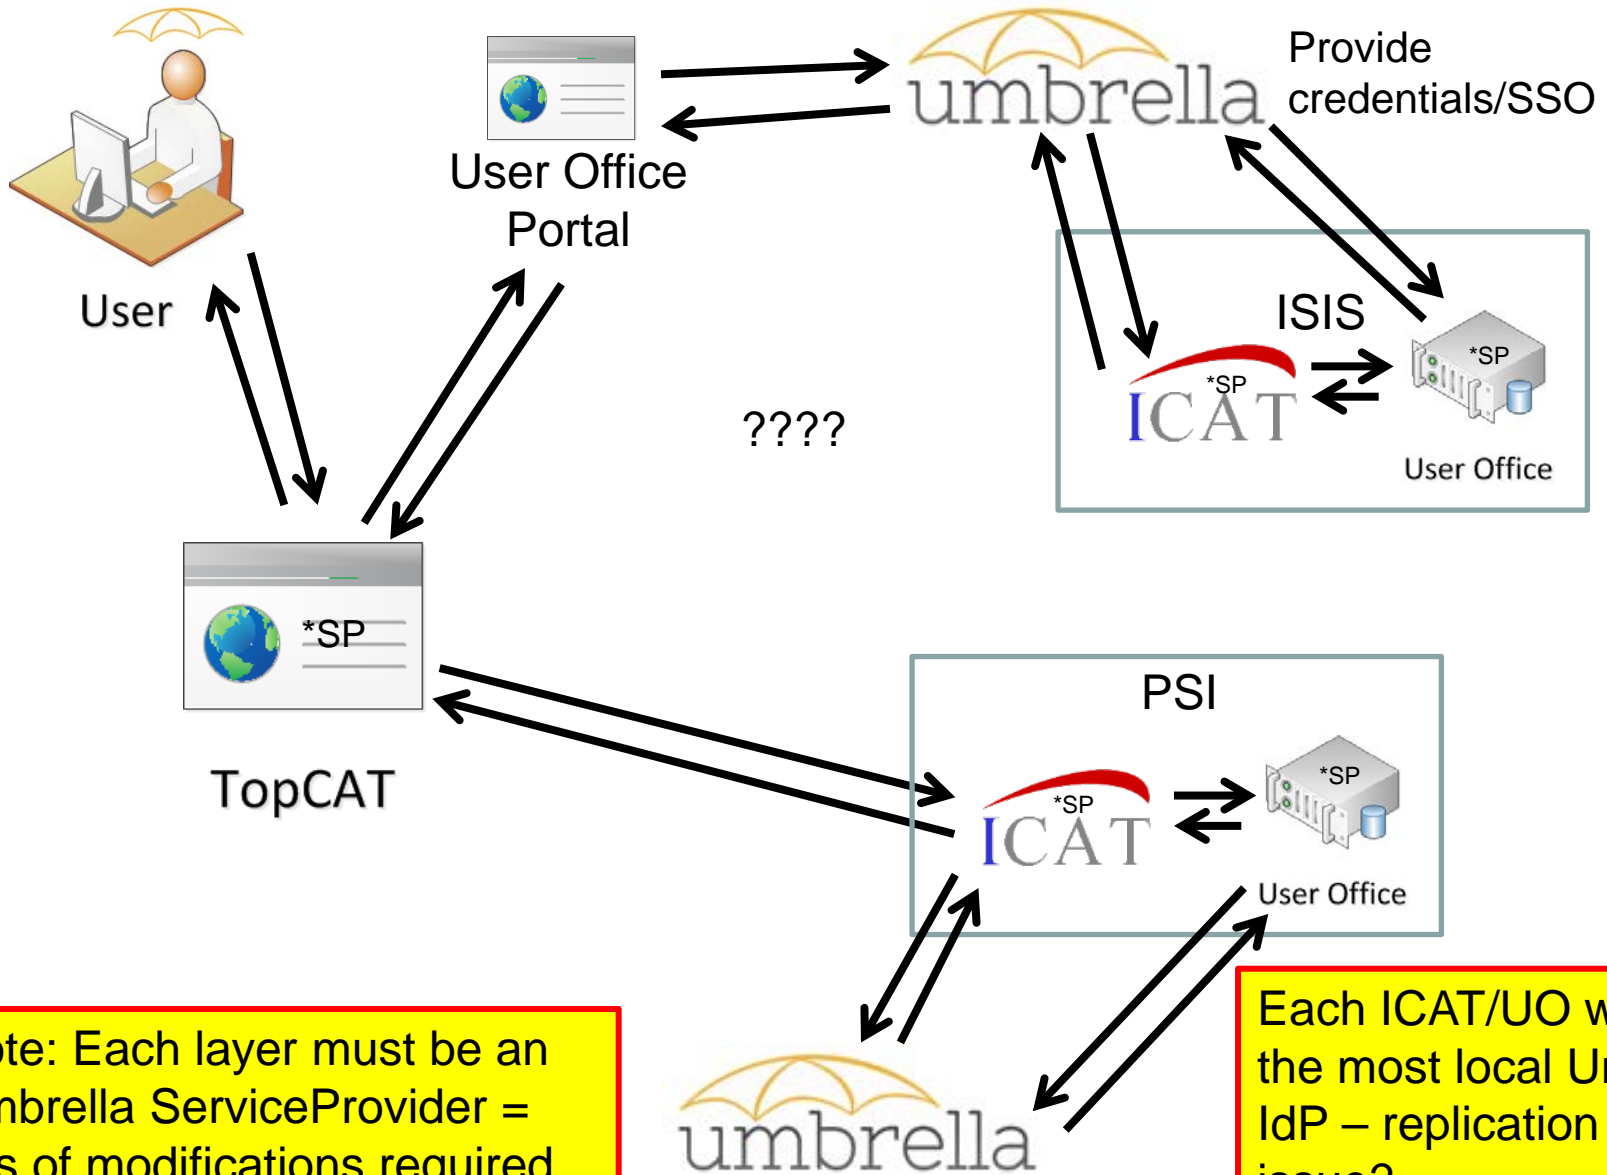 umbrella
Provide
credentials/SSO
User Office
Portal
User
ISIS
*SP
*SP
ICAT
User Office
????
*SP
TopCAT
PSI
*SP
*SP
ICAT
User Office
Each layer must be an
ServiceProvider =
of modifications required
umbrella
Each ICAT/UO
the most local
IdP – replication
issue?